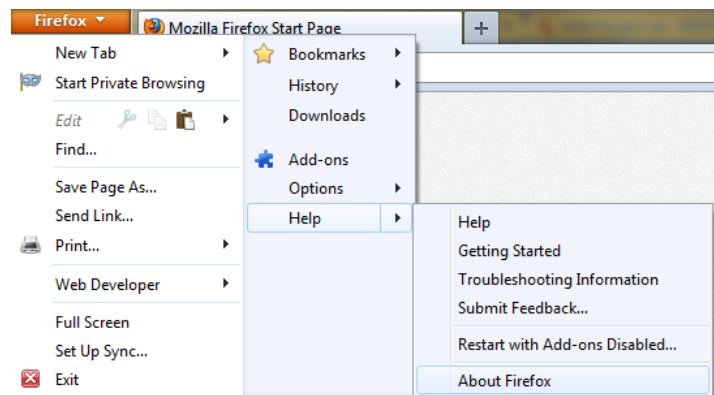 Firefox
Mozilla Firefox Start Page
+
New Tab
Start Private Browsing
Edit
Find...
Save Page As...
Send Link...
Print...
Web Developer
Full Screen
Set Up Sync...
Exit
Bookmarks
History
Downloads
Add-ons
Options
Help
Help
Getting Started
Troubleshooting Information
Submit Feedback...
Restart with Add-ons Disabled...
About Firefox